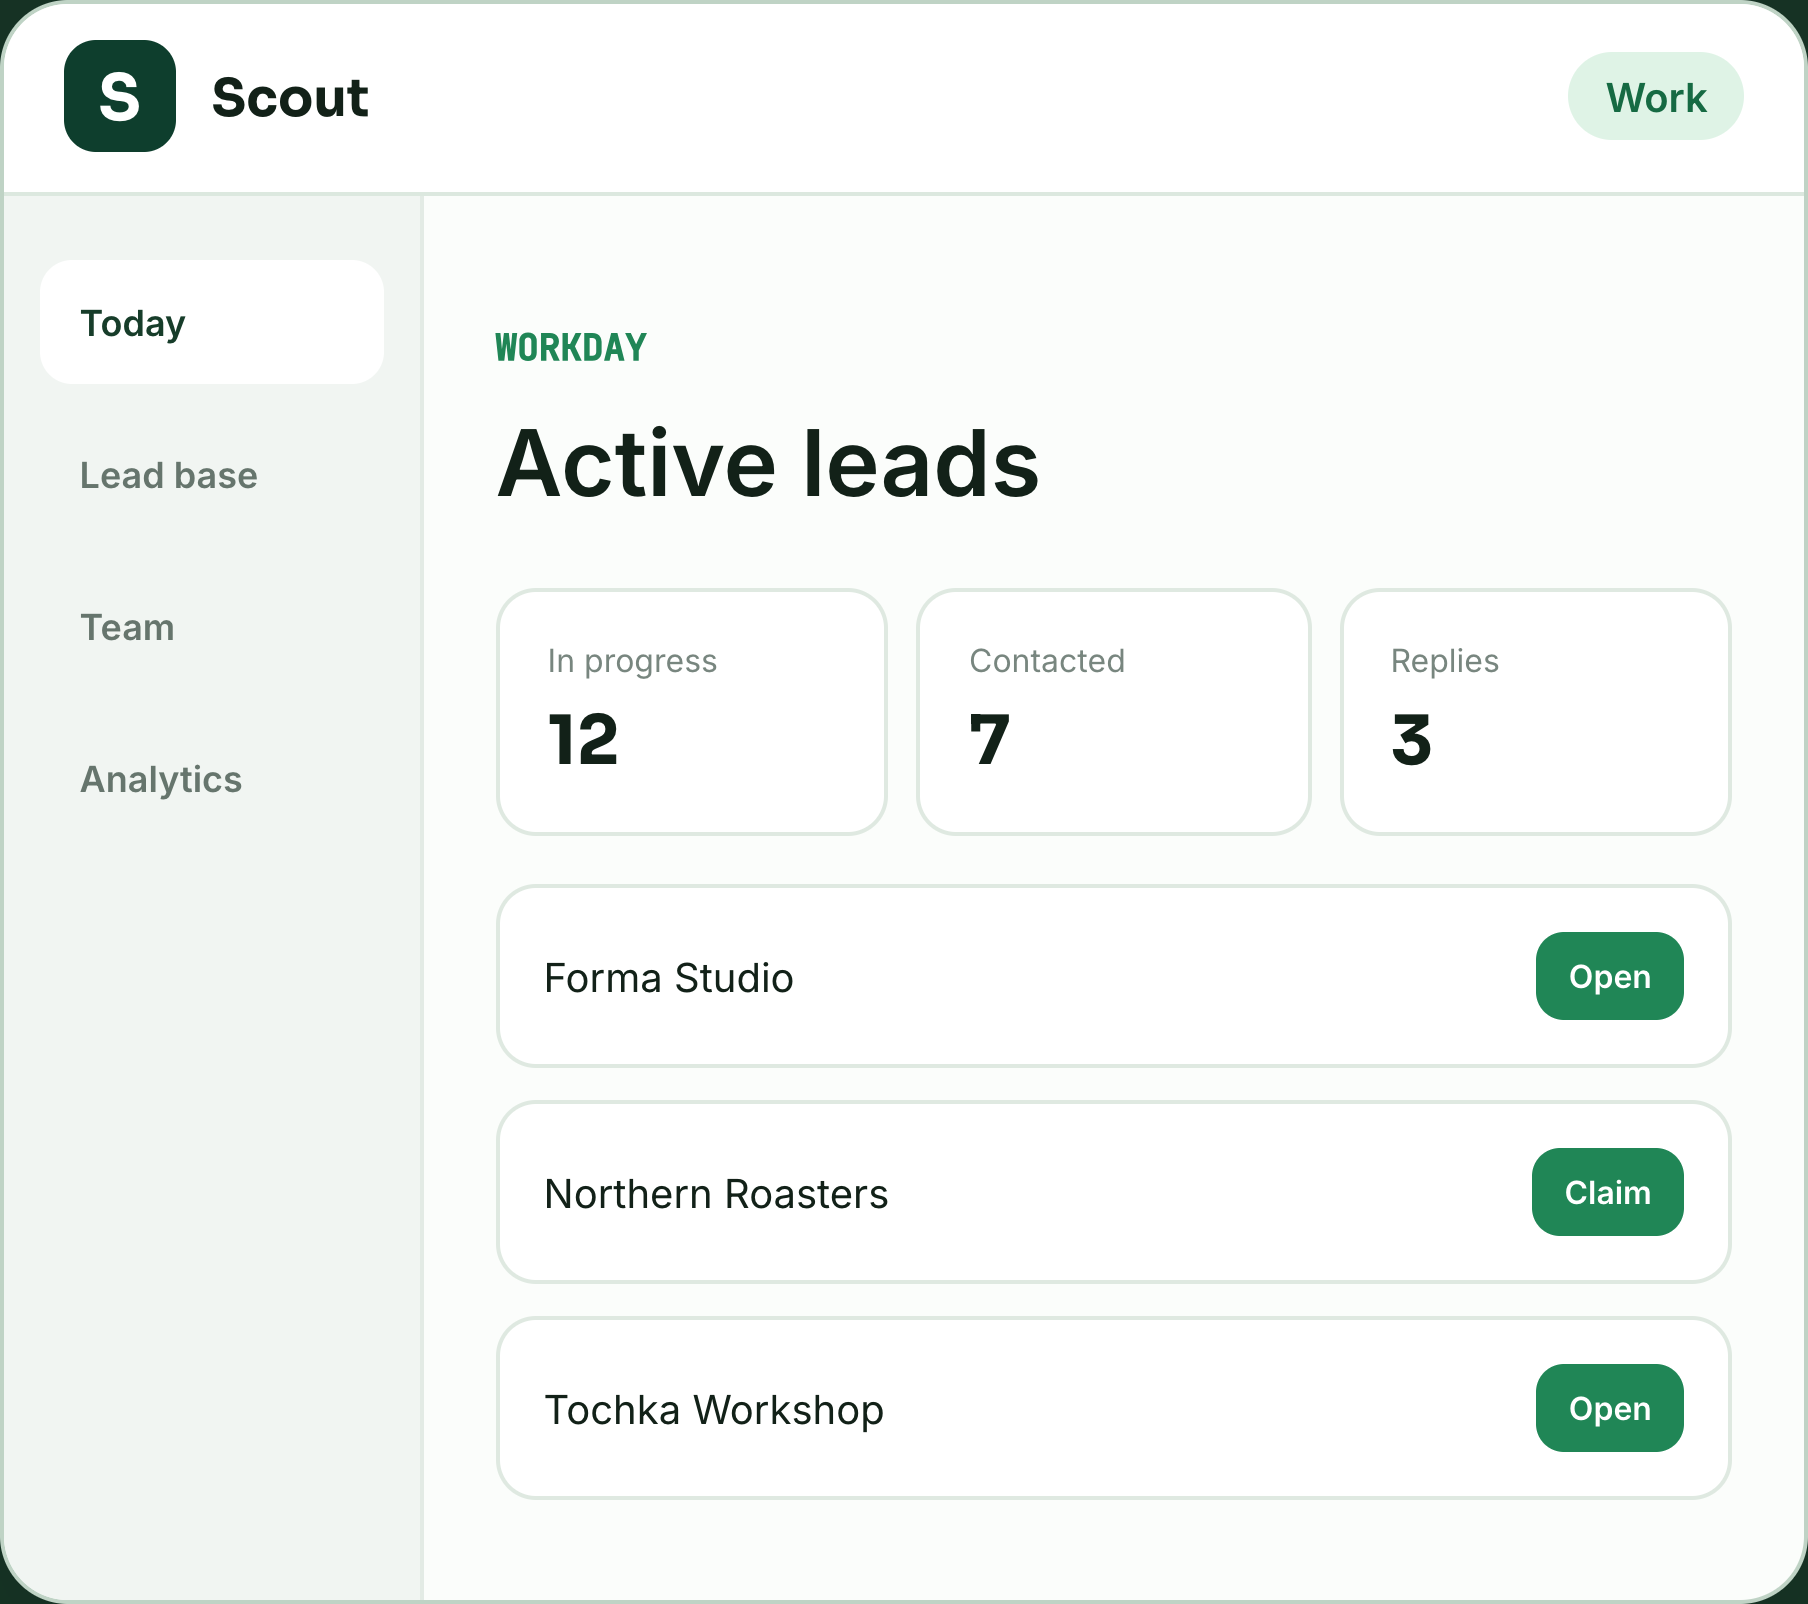 S
Scout
Work
Today
Lead base
Team
Analytics
WORKDAY
Active leads
In progress
12
Contacted
7
Replies
3
Forma Studio
Open
Northern Roasters
Claim
Tochka Workshop
Open